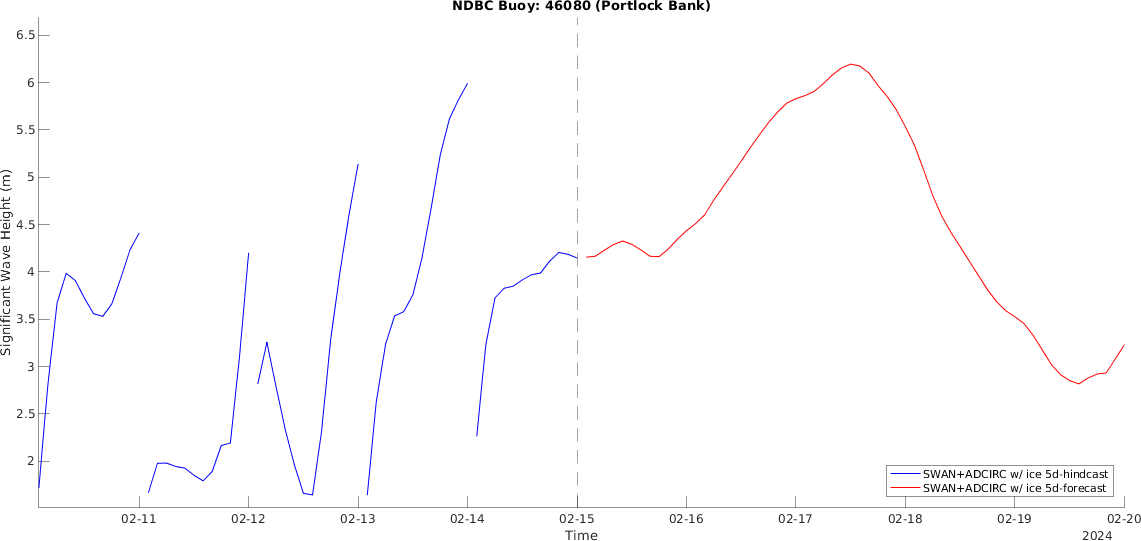 NDBC Buoy: 46080 (Portlock Bank)
6.5
6
5.5
5
4.5
4
3.5
3
2.5
2
Significant Wave Height (m)
SWAN+ADCIRC w/ ice 5d-hindcast
SWAN+ADCIRC w/ ice 5d-forecast
02-11 02-12 02-13 02-14 02-15 02-16 02-17 02-18 02-19 02-20
Time
2024